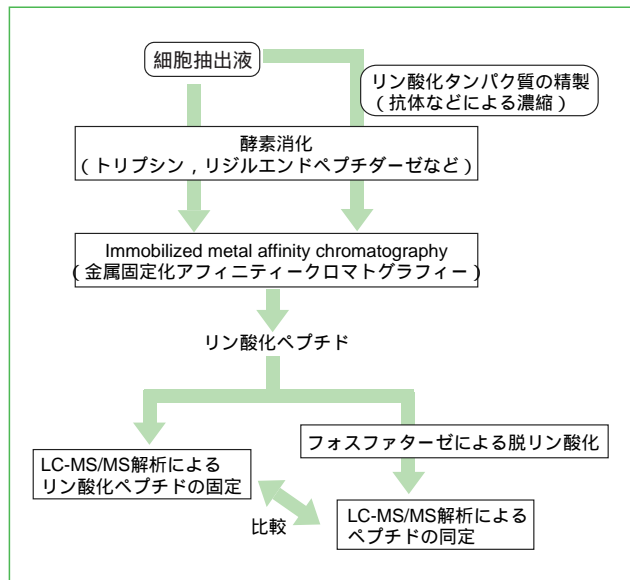 細胞抽出液
リン酸化タンパク質の精製
（抗体などによる濃縮）
酵素消化
（トリプシン，リジルエンドペプチダーゼなど）
Immobilized metal affinity chromatography
（金属固定化アフィニティークロマトグラフィー）
リン酸化ペプチド
フォスファターゼによる脱リン酸化
LC-MS/MS解析による
リン酸化ペプチドの固定
比較
LC-MS/MS解析による
ペプチドの同定